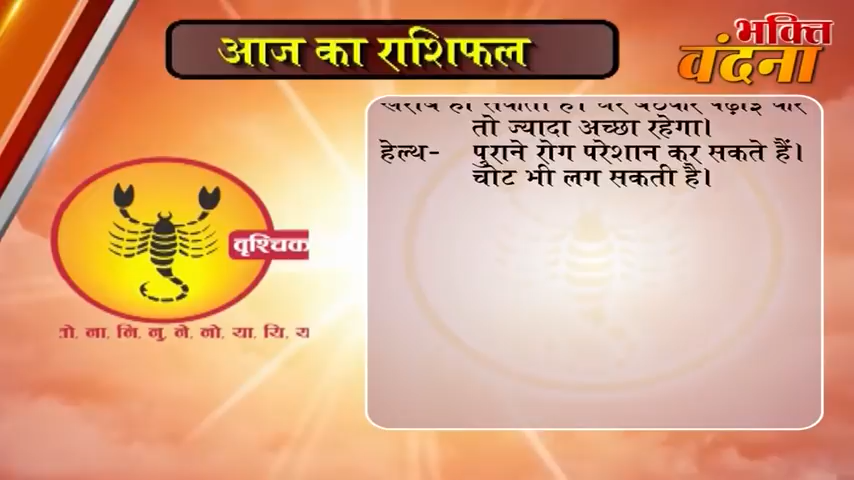 आज का राशिफल
भक्ति
वंदना
तो ज्यादा अच्छा रहेगा।
हेल्थ- पुराने रोग परेशान कर सकते हैं।
चोट भी लग सकती है।
वृश्चिक
ना, नि, नु, ने, नो, या, यि,